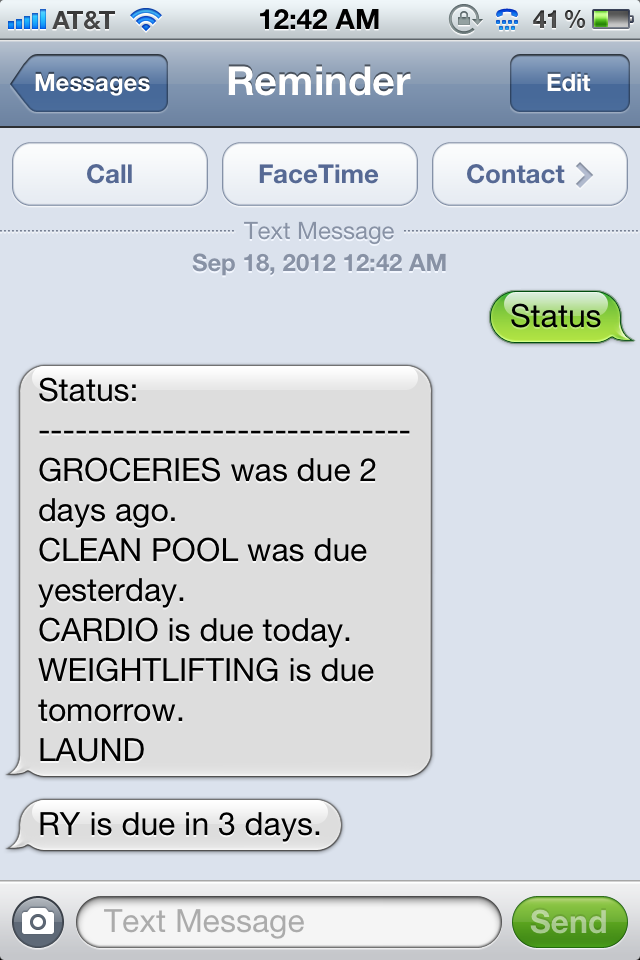 AT&T 12:42 AM 41 %
Messages Reminder Edit
Call FaceTime Contact
Text Message
Sep 18, 2012 12:42 AM
Status
Status:
------------------------------
GROCERIES was due 2
days ago.
CLEAN POOL was due
yesterday.
CARDIO is due today.
WEIGHTLIFTING is due
tomorrow.
LAUND
RY is due in 3 days.
Text Message Send